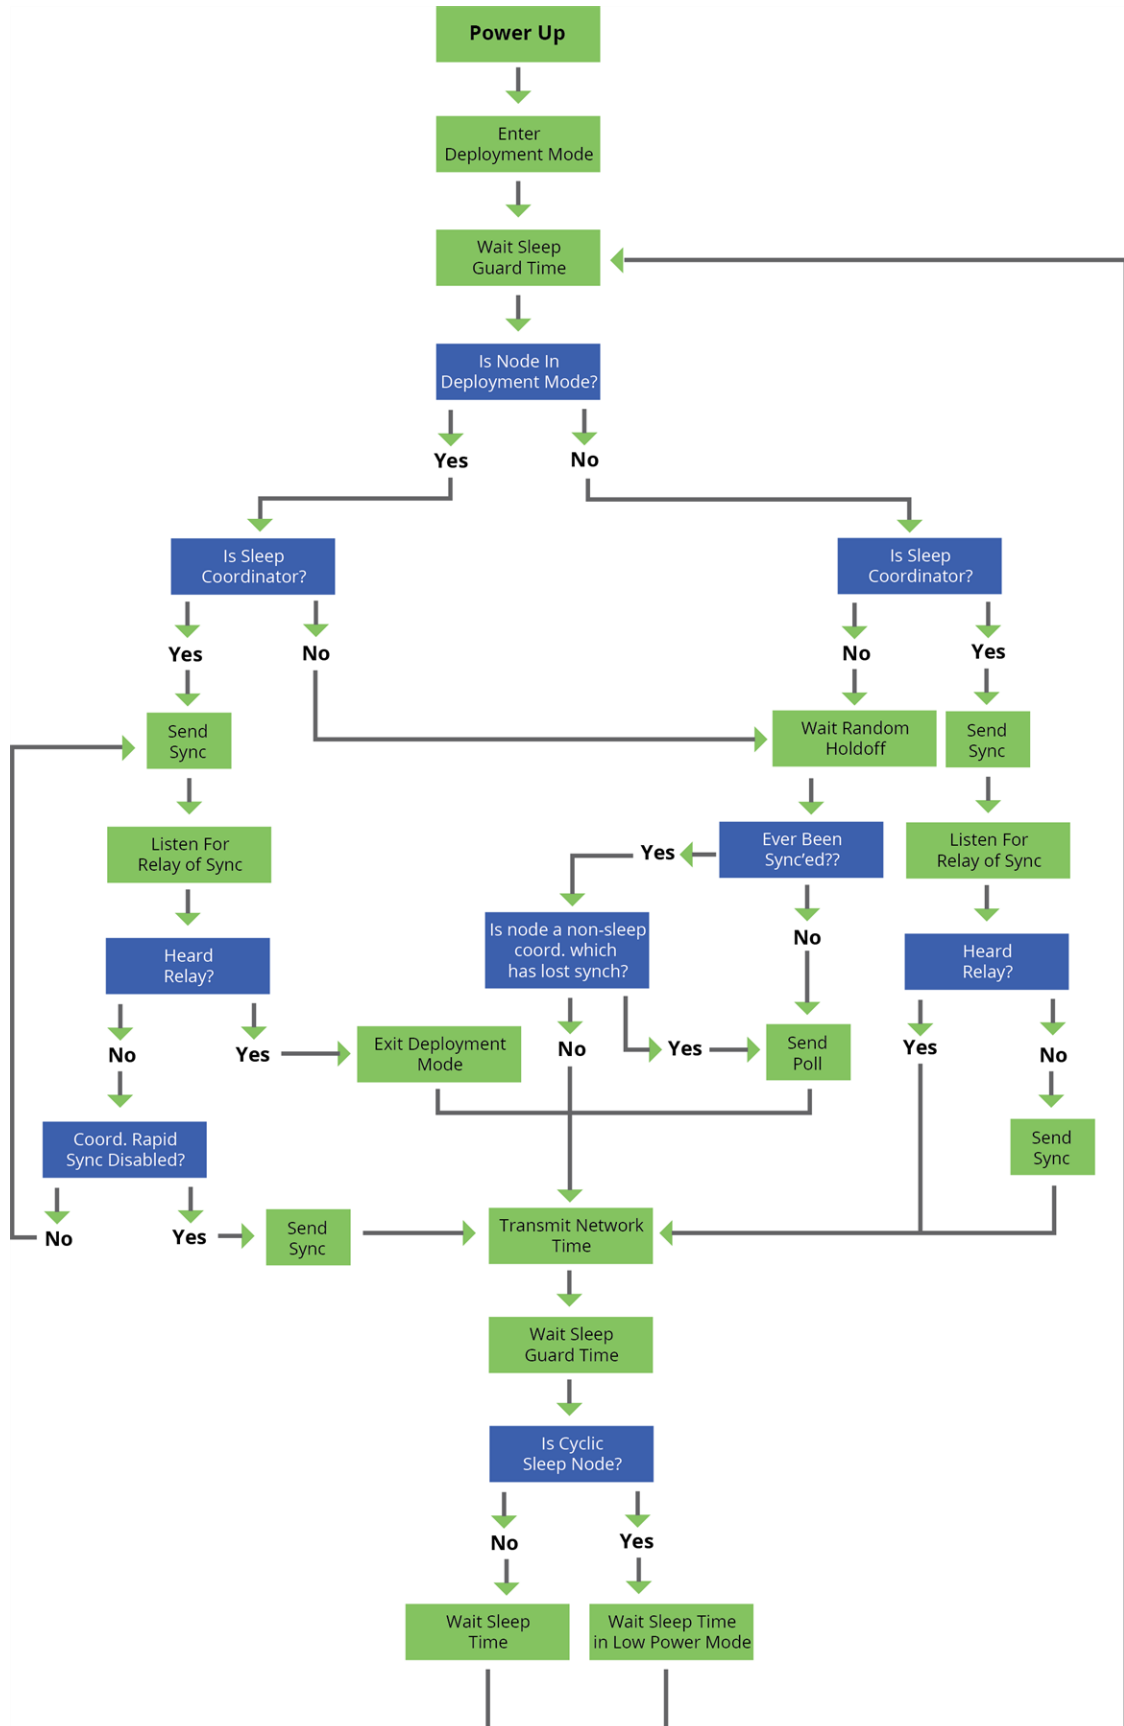 Power Up
Enter
Deployment Mode
Wait Sleep
Guard Time
Is Node In
Deployment Mode?
Yes
No
Is Sleep
Coordinator?
Is Sleep
Coordinator?
Yes
No
No
Yes
Send
Sync
Wait Random
Holdoff
Send
Sync
Listen For
Relay of Sync
Yes
Ever Been
Sync'ed??
Listen For
Relay of Sync
Heard
Relay?
Is node a non-sleep
coord. which
has lost synch?
No
Heard
Relay?
No
Yes
Exit Deployment
Mode
No
Yes
Send
Poll
Yes
No
Coord. Rapid
Sync Disabled?
Send
Sync
No
Yes
Send
Sync
Transmit Network
Time
Wait Sleep
Guard Time
Is Cyclic
Sleep Node?
No
Yes
Wait Sleep
Time
Wait Sleep Time
in Low Power Mode